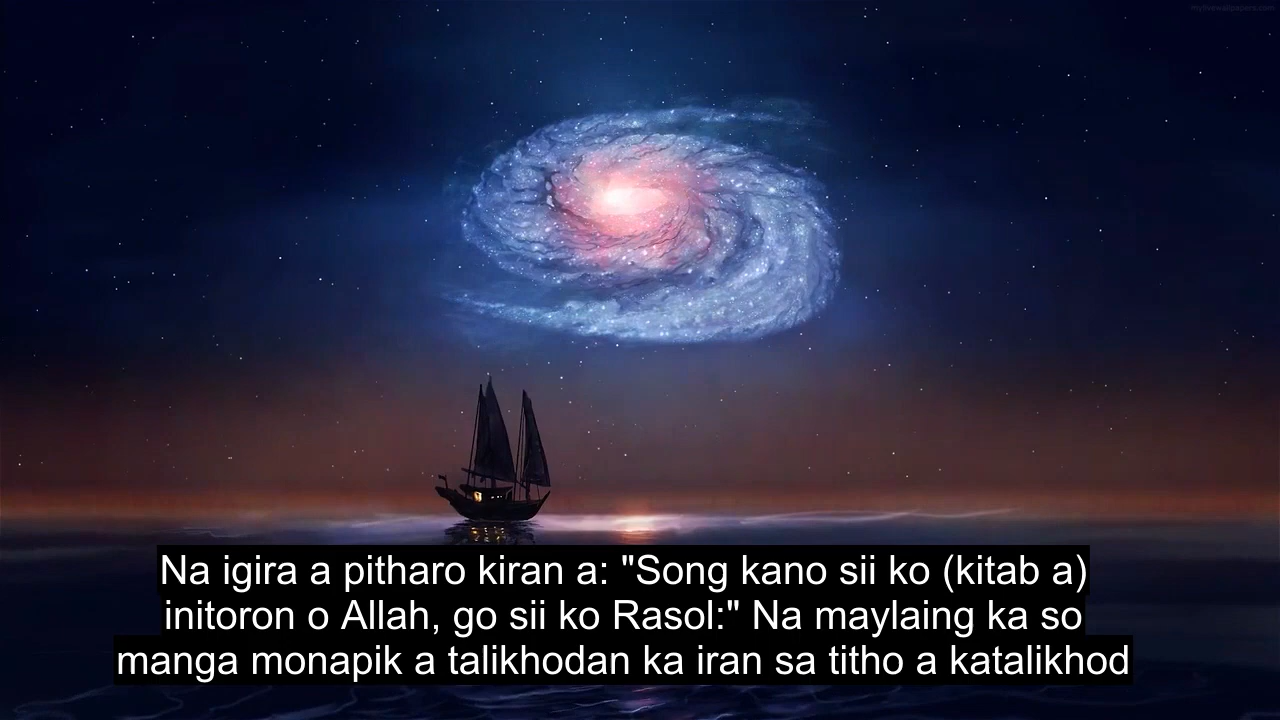 Na igira a pitharo kiran a: "Song kano sii ko (kitab a)
initoron o Allah, go sii ko Rasol:" Na maylaing ka so
manga monapik a talikhodan ka iran sa titho a katalikhod